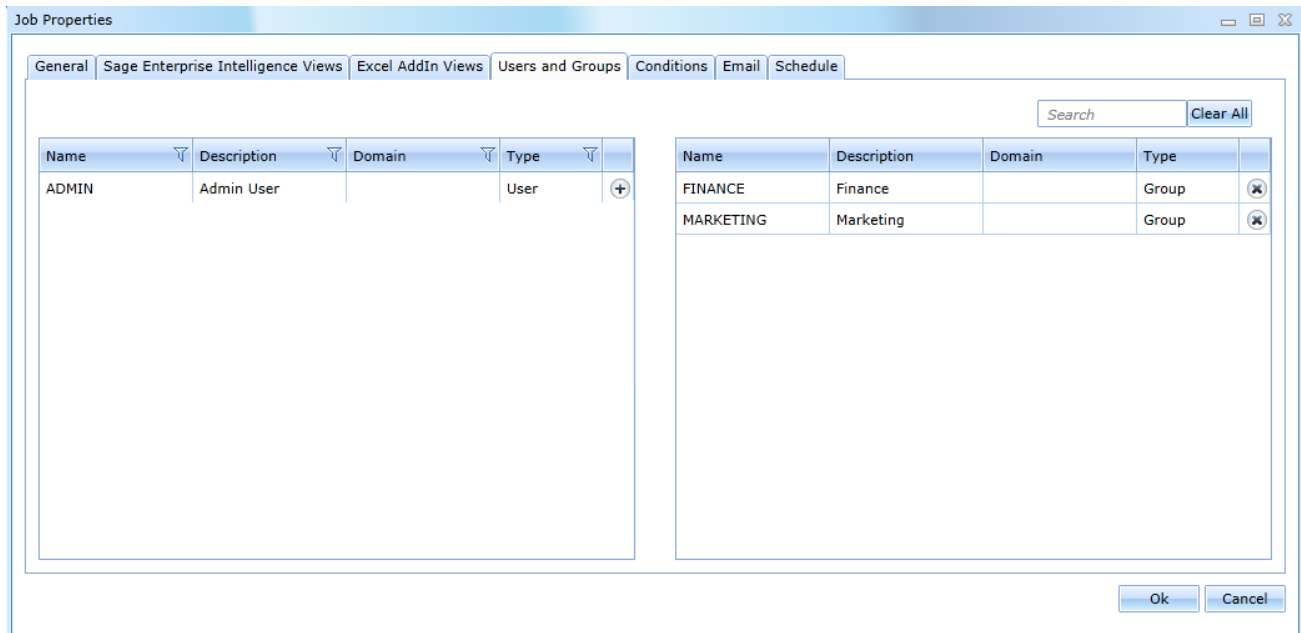 Job Properties
General Sage Enterprise Intelligence Views Excel AddIn Views Users and Groups Conditions Email Schedule
Search Clear All
Name Description Domain Type
ADMIN Admin User User
Name Description Domain Type
FINANCE Finance Group
MARKETING Marketing Group
Ok Cancel